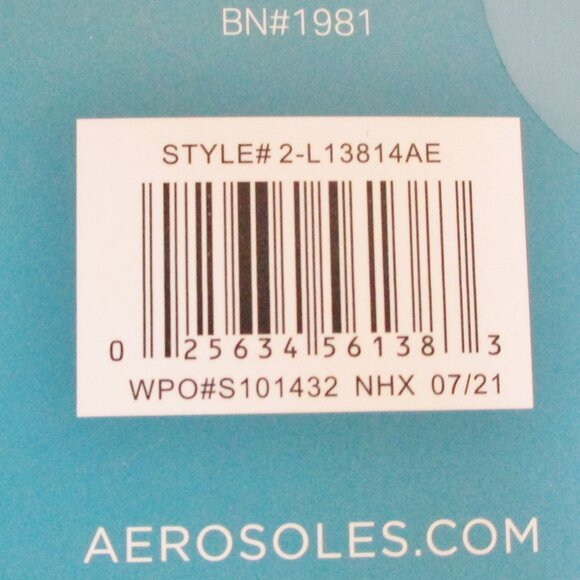 BN#1981
STYLE# 2-L13814AE
0 25634 56138 3
WPO#S101432 NHX 07/21
AEROSOLES.COM